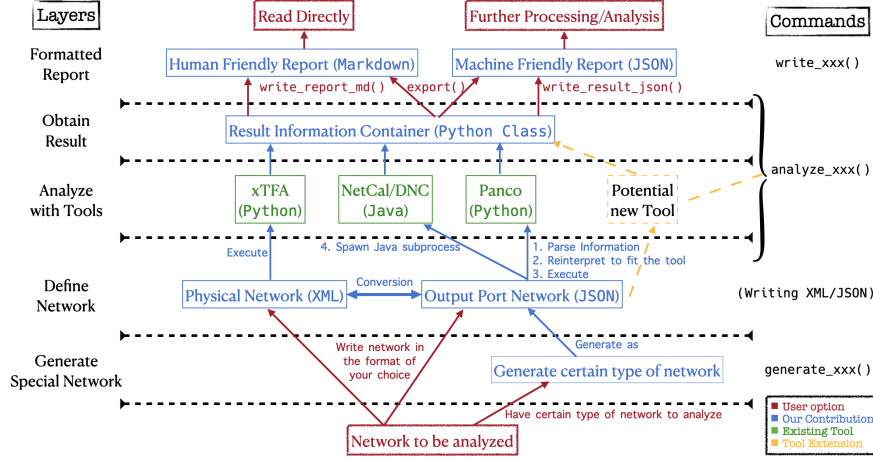 Layers
Read Directly
Further Processing/Analysis
Commands
Formatted
Report
Human Friendly Report (Markdown)
Machine Friendly Report (JSON)
write_xxx()
write_report_md()
export()
write_result_json()
Obtain
Result
Result Information Container (Python Class)
Analyze
with Tools
xTFA
(Python)
NetCal/DNC
(Java)
Panco
(Python)
Potential
new Tool
analyze_xxx()
Execute
4. Spawn Java subprocess
1. Parse Information
2. Reinterpret to fit the tool
3. Execute
Define
Network
Physical Network (XML)
Conversion
Output Port Network (JSON)
(Writing XML/JSON)
Write network in
the format of
your choice
Generate as
Generate
Special Network
Generate certain type of network
generate_xxx()
Have certain type of network to analyze
Network to be analyzed
User option
Our Contribution
Existing Tool
Tool Extension